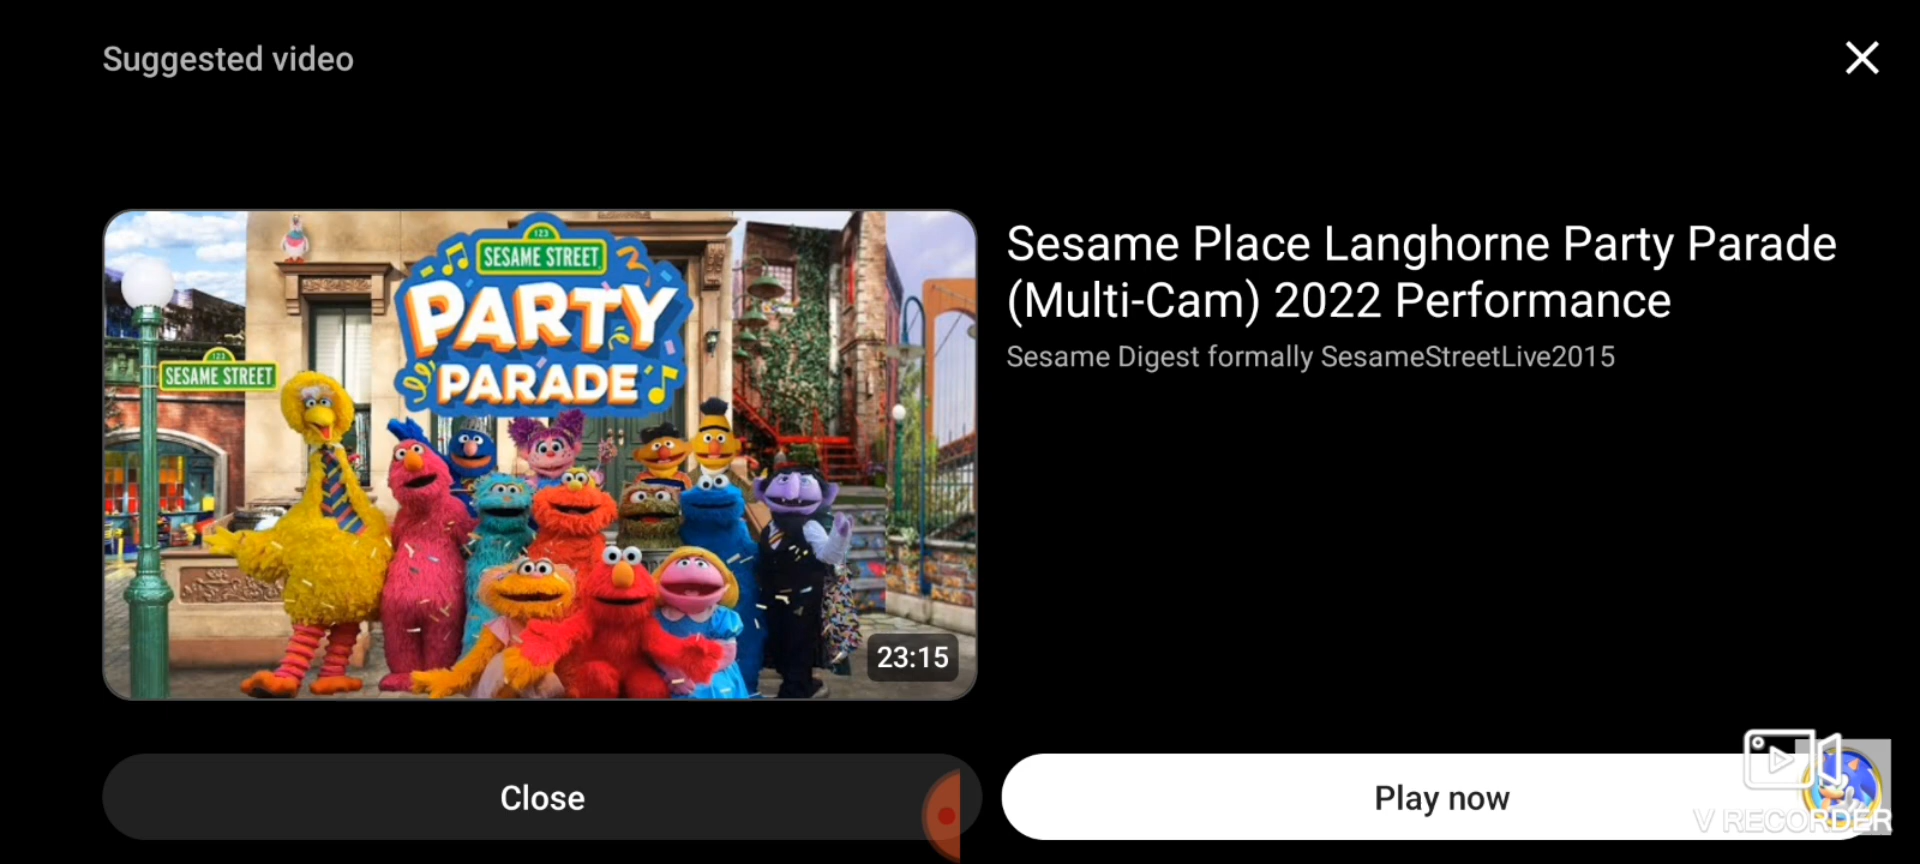 Suggested video
123
SESAME STREET
PARTY
PARADE
123
SESAME STREET
23:15
Sesame Place Langhorne Party Parade
(Multi-Cam) 2022 Performance
Sesame Digest formally SesameStreetLive2015
Close
Play now
V RECORDER